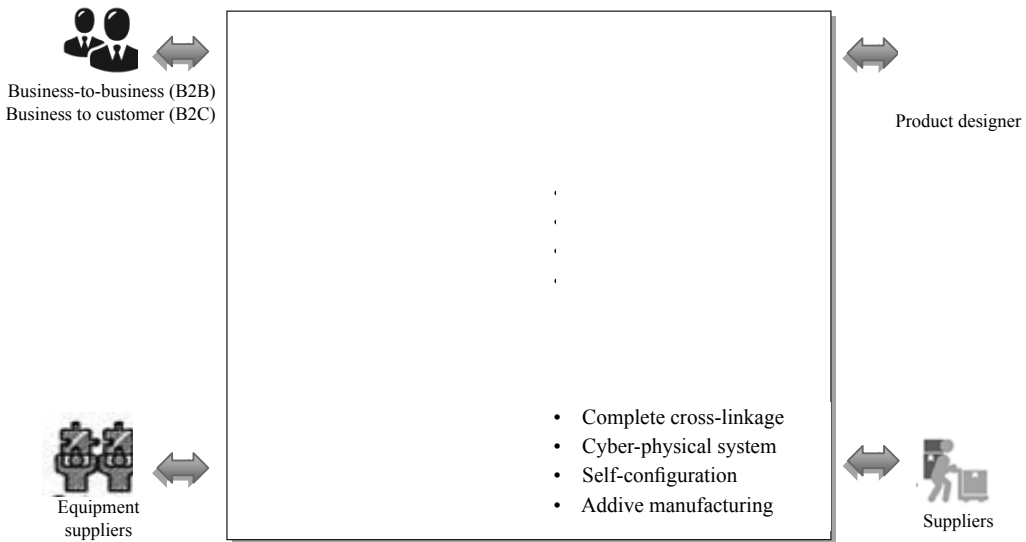 Business-to-business (B2B)
Business to customer (B2C)
Product designer
• Complete cross-linkage
• Cyber-physical system
• Self-configuration
• Addive manufacturing
Equipment
suppliers
Suppliers